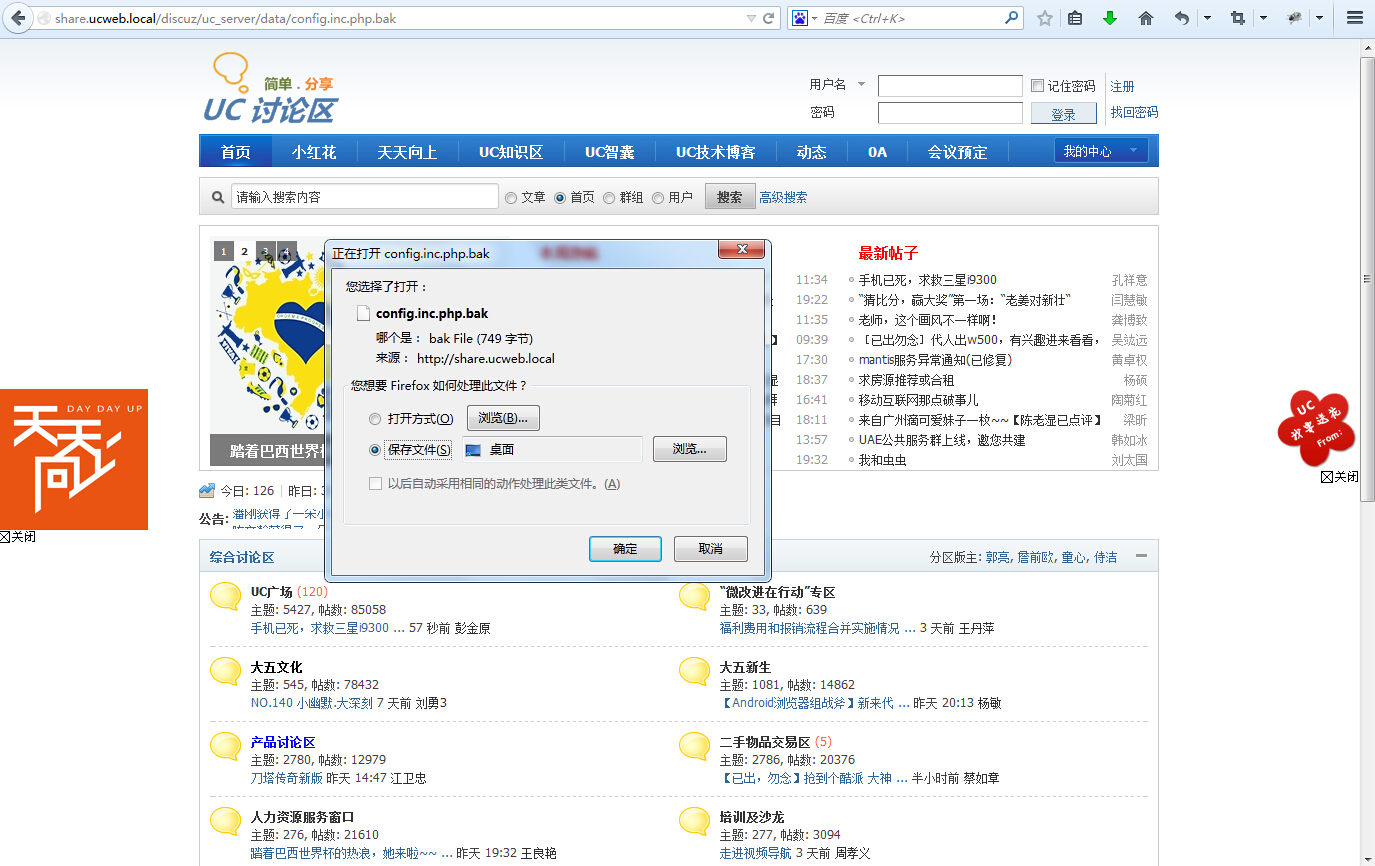 share.ucweb.local/discuz/uc_server/data/config.inc.php.bak
百度 <Ctrl+K>
简单.分享
UC 讨论区
用户名
记住密码 注册
密码
登录 找回密码
首页 小红花 天天向上 UC知识区 UC智囊 UC技术博客 动态 OA 会议预定 我的中心
请输入搜索内容 文章 首页 群组 用户 搜索 高级搜索
1 2 3 4
踏着巴西世界
正在打开 config.inc.php.bak
您选择了打开：
config.inc.php.bak
哪个是： bak File (749 字节)
来源： http://share.ucweb.local
您想要 Firefox 如何处理此文件？
打开方式(O) 浏览(B)...
保存文件(S) 桌面 浏览...
以后自动采用相同的动作处理此类文件。(A)
确定 取消
最新帖子
11:34 手机已死，求救三星i9300 孔祥意
19:22 “猜比分，赢大奖”第一场：“老姜对新壮” 闫慧敏
11:35 老师，这个画风不一样啊！ 龚博致
09:39 【已出勿念】代人出w500，有兴趣进来看看， 吴竑远
17:30 mantis服务异常通知(已修复) 黄卓权
18:37 求房源推荐或合租 杨硕
16:41 移动互联网那点破事儿 陶菊红
18:11 来自广州萌可爱妹子一枚~~【陈老湿已点评】 梁昕
13:57 UAE公共服务群上线，邀您共建 韩如冰
19:32 我和虫虫 刘太国
天天向上
DAY DAY UP
关闭
UC
我要送花
From:
关闭
今日: 126 昨日:
公告: 潘刚获得了一朵小
综合讨论区 分区版主: 郭亮, 詹前欧, 童心, 侍洁
UC广场 (120)
主题: 5427, 帖数: 85058
手机已死，求救三星i9300 ... 57 秒前 彭金原
“微改进在行动”专区
主题: 33, 帖数: 639
福利费用和报销流程合并实施情况 ... 3 天前 王丹萍
大五文化
主题: 545, 帖数: 78432
NO.140 小幽默.大深刻 7 天前 刘勇3
大五新生
主题: 1081, 帖数: 14862
【Android浏览器组战斧】新来代 ... 昨天 20:13 杨敏
产品讨论区
主题: 2780, 帖数: 12979
刀塔传奇新版 昨天 14:47 江卫忠
二手物品交易区 (5)
主题: 2786, 帖数: 20376
【已出，勿念】抢到个酷派 大神 ... 半小时前 蔡如章
人力资源服务窗口
主题: 276, 帖数: 21610
踏着巴西世界杯的热浪，她来啦~~ ... 昨天 19:32 王良艳
培训及沙龙
主题: 277, 帖数: 3094
走进视频导航 3 天前 周孝义